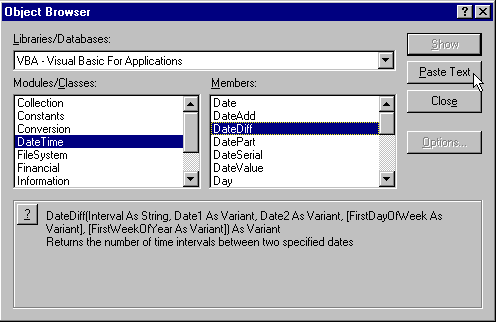 Object Browser
Libraries/Databases:
VBA - Visual Basic For Applications
Show
Paste Text
Close
Options...
Modules/Classes:
Collection
Constants
Conversion
DateTime
FileSystem
Financial
Information
Members:
Date
DateAdd
DateDiff
DatePart
DateSerial
DateValue
Day
?
DateDiff(Interval As String, Date1 As Variant, Date2 As Variant, [FirstDayOfWeek As
Variant], [FirstWeekOfYear As Variant]) As Variant
Returns the number of time intervals between two specified dates